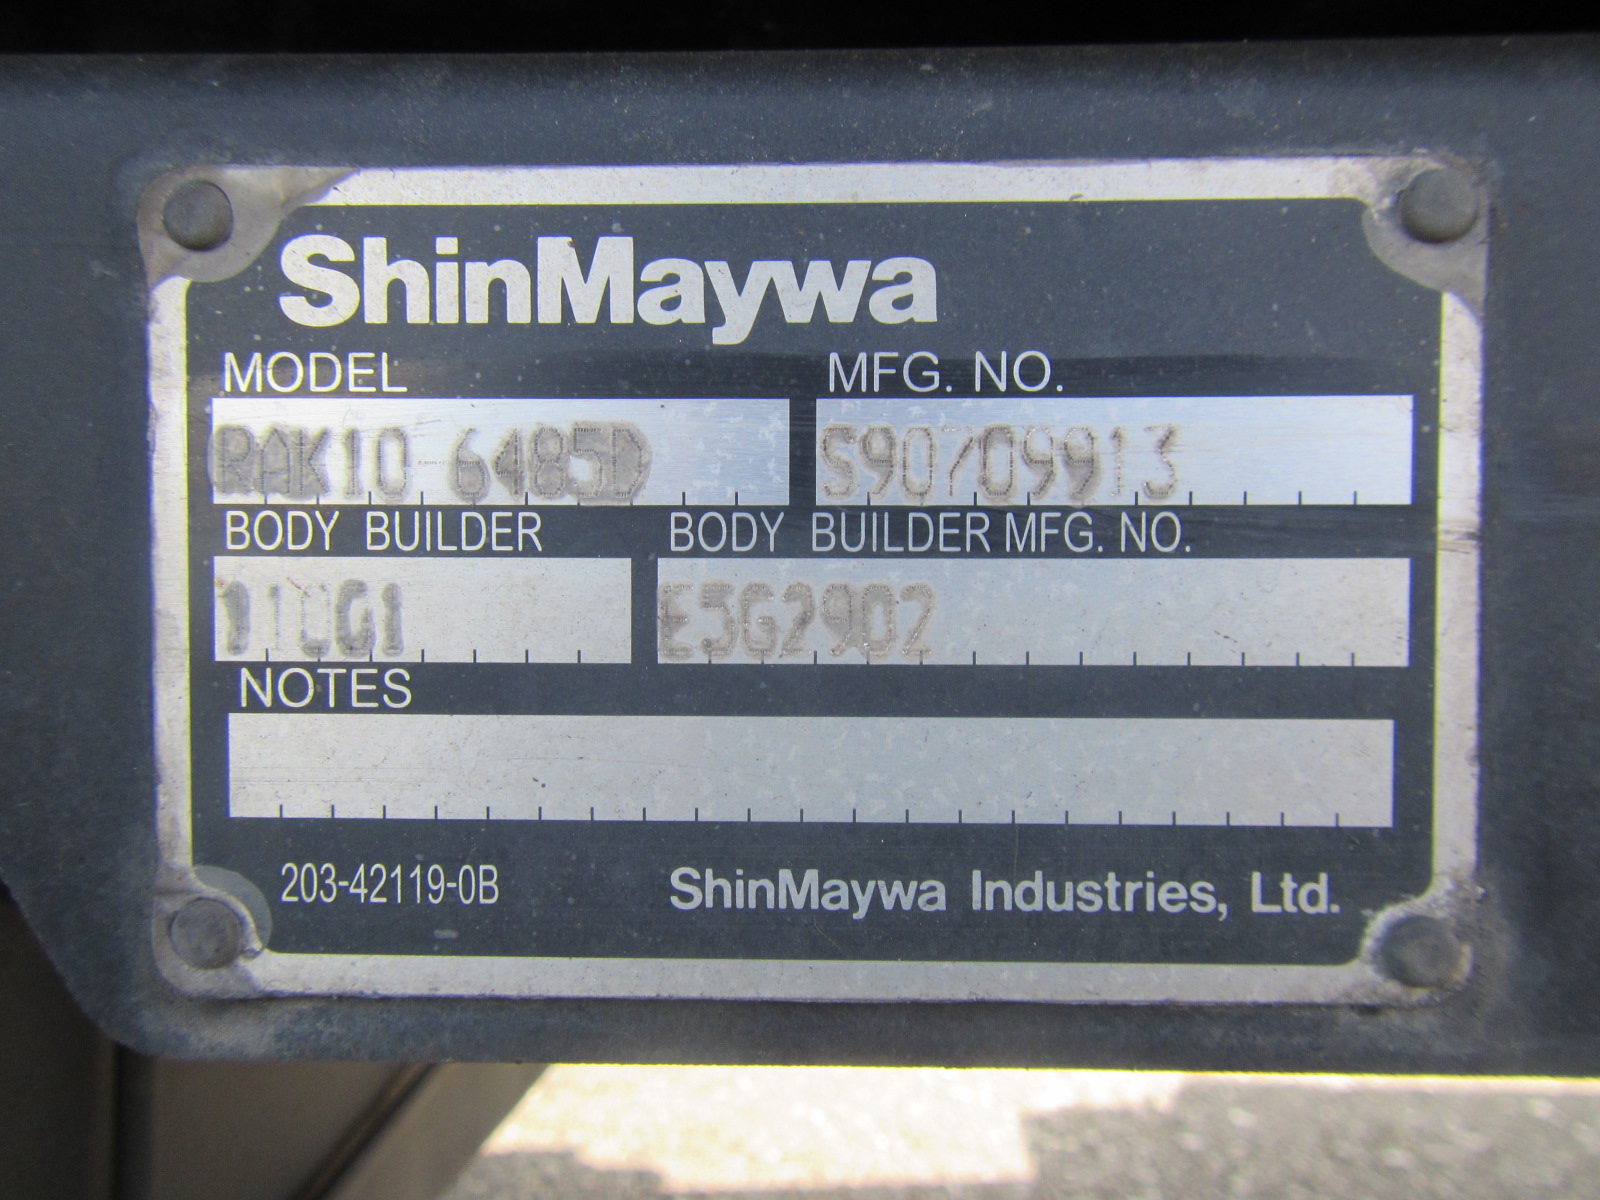 ShinMaywa
MODEL MFG. NO.
RAK10-6485D S90709913
BODY BUILDER BODY BUILDER MFG. NO.
E5G2902
NOTES
203-42119-0B ShinMaywa Industries, Ltd.